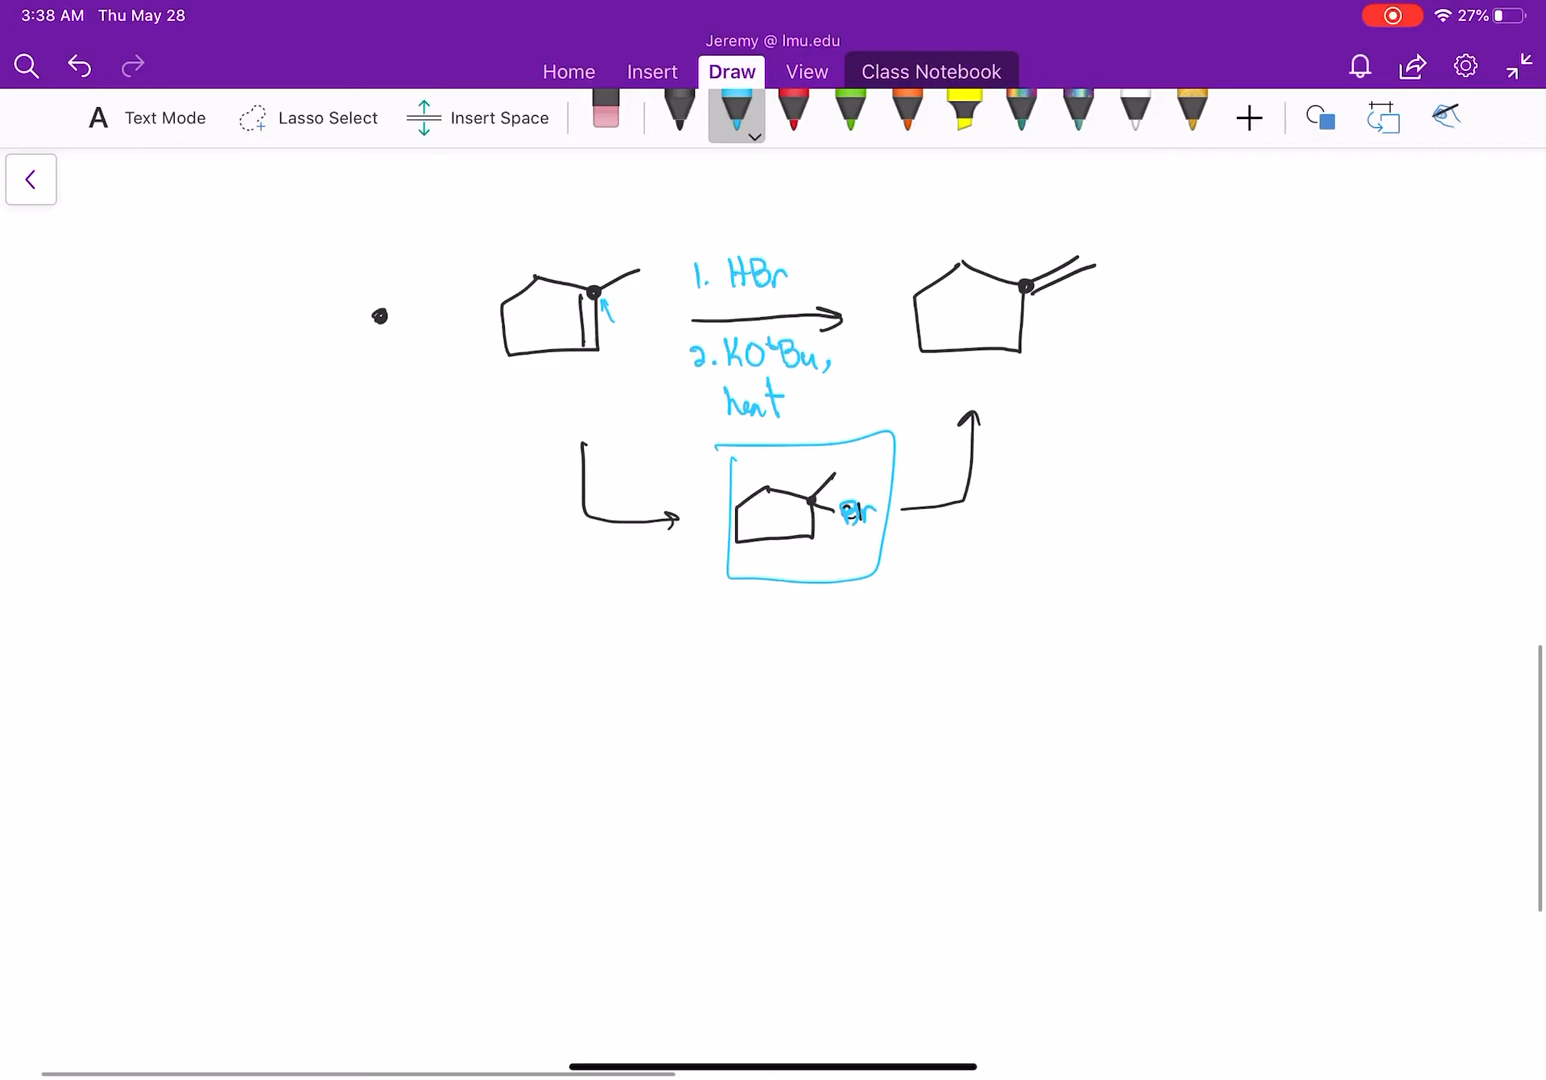 3:38 AM Thu May 28
27%
Jeremy @ lmu.edu
Home Insert Draw View Class Notebook
A Text Mode Lasso Select Insert Space
1. HBr
2. KOᵗBu,
heat
Br